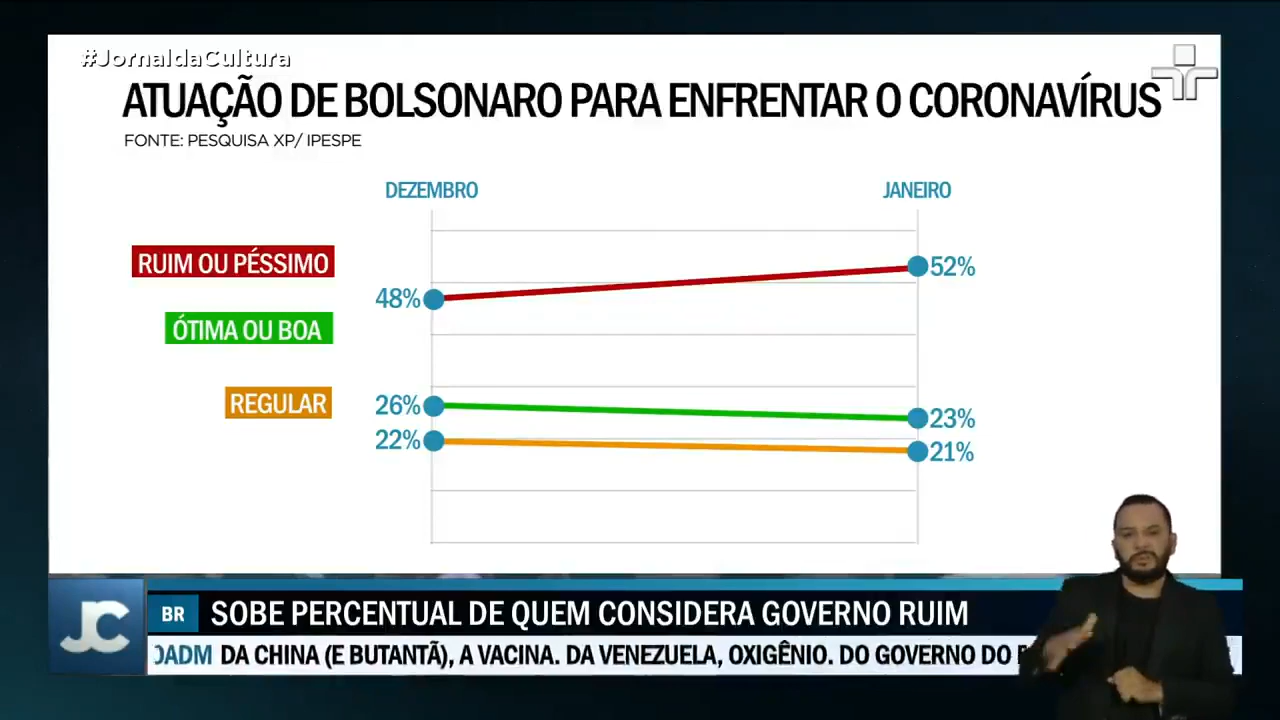 #JornaldaCultura
ATUAÇÃO DE BOLSONARO PARA ENFRENTAR O CORONAVÍRUS
FONTE: PESQUISA XP/ IPESPE
DEZEMBRO
JANEIRO
RUIM OU PÉSSIMO
48%
52%
ÓTIMA OU BOA
REGULAR
26%
23%
22%
21%
JC
BR SOBE PERCENTUAL DE QUEM CONSIDERA GOVERNO RUIM
DA CHINA (E BUTANTÃ), A VACINA. DA VENEZUELA, OXIGÊNIO. DO GOVERNO DO